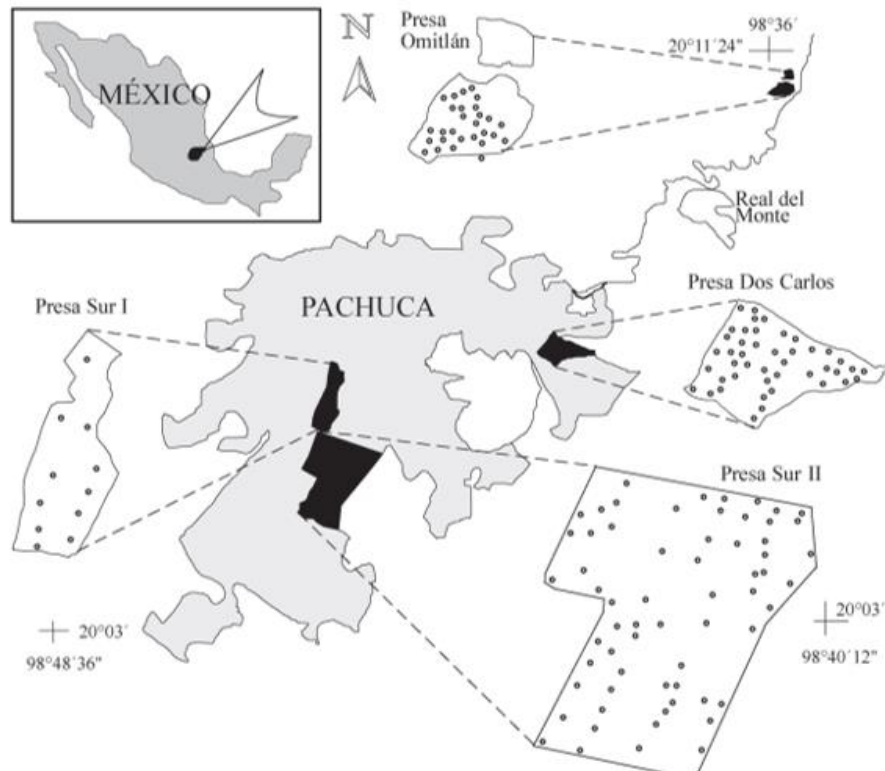 Presa
Omitlán
N
98°36´
20°11´24"
MÉXICO
Real del
Monte
Presa Dos Carlos
Presa Sur I
PACHUCA
Presa Sur II
20°03´
98°48´36"
20°03´
98°40´12"